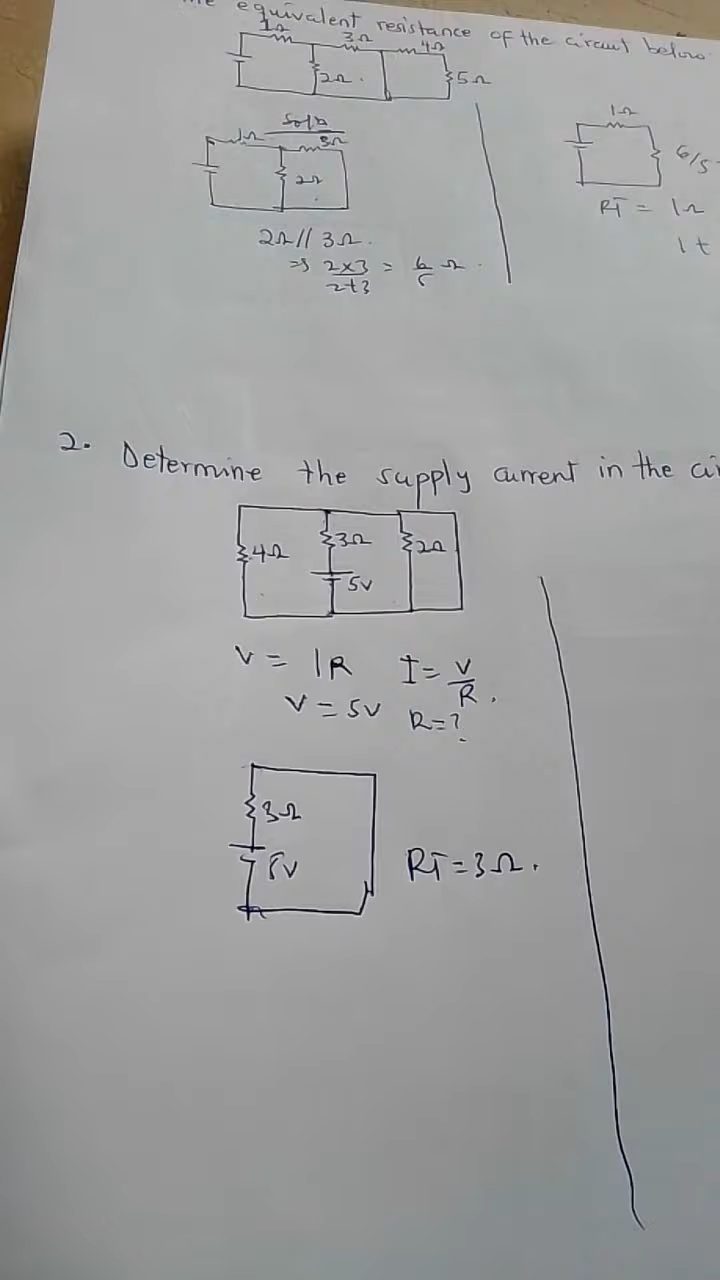 equivalent resistance of the circuit below
1Ω 3Ω 4Ω
2Ω 5Ω
Soln
1Ω 3Ω
2Ω
2Ω // 3Ω.
⇒ 2×3 = 6 Ω
2+3 5
1Ω
6/5
RT = 1Ω
1 +
2. Determine the supply current in the
4Ω 3Ω 2Ω
5V
V = IR I = V
R.
V = 5V R = ?
3Ω
5V RT = 3Ω.